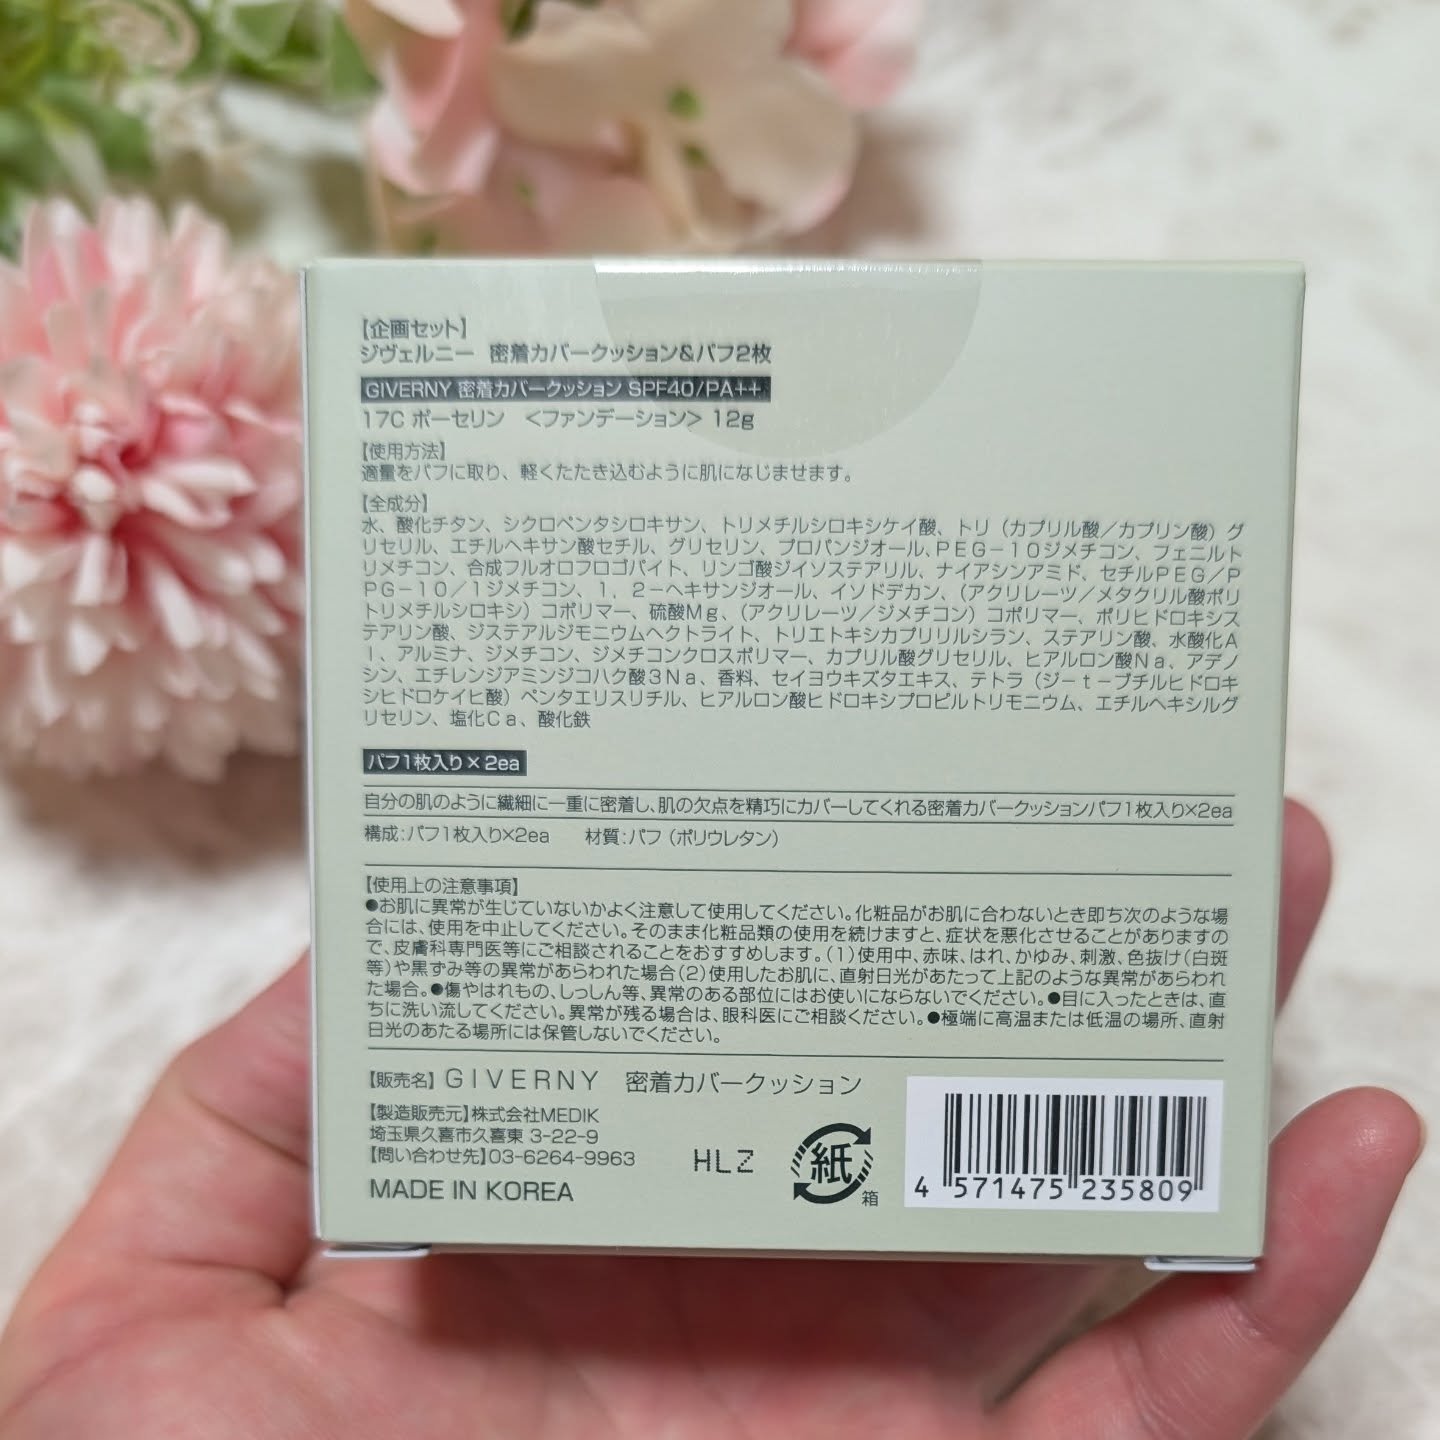 【企画セット】
ジヴェルニー 密着カバークッション&パフ2枚
GIVERNY 密着カバークッション SPF40/PA++
17C ポーセリン <ファンデーション> 12g
【使用方法】
適量をパフに取り、軽くたたき込むように肌になじませます。
【全成分】
水、酸化チタン、シクロペンタシロキサン、トリメチルシロキシケイ酸、トリ(カプリル酸/カプリン酸)グ
リセリル、エチルヘキサン酸セチル、グリセリン、プロパンジオール、PEG-10ジメチコン、フェニルト
リメチコン、合成フルオロフロゴパイト、リンゴ酸ジイソステアリル、ナイアシンアミド、セチルPEG/P
PG-10/1ジメチコン、1,2-ヘキサンジオール、イソドデカン、(アクリレーツ/メタクリル酸ポリ
トリメチルシロキシ)コポリマー、硫酸Mg、(アクリレーツ/ジメチコン)コポリマー、ポリヒドロキシス
テアリン酸、ジステアルジモニウムヘクトライト、トリエトキシカプリリルシラン、ステアリン酸、水酸化A
l、アルミナ、ジメチコン、ジメチコンクロスポリマー、カプリル酸グリセリル、ヒアルロン酸Na、アデノ
シン、エチレンジアミンジコハク酸3Na、香料、セイヨウキズタエキス、テトラ(ジ-t-ブチルヒドロキ
シヒドロケイヒ酸)ペンタエリスリチル、ヒアルロン酸ヒドロキシプロピルトリモニウム、エチルヘキシルグ
リセリン、塩化Ca、酸化鉄
パフ1枚入り×2ea
自分の肌のように繊細に一重に密着し、肌の欠点を精巧にカバーしてくれる密着カバークッションパフ1枚入り×2ea
構成:パフ1枚入り×2ea 材質:パフ(ポリウレタン)
【使用上の注意事項】
●お肌に異常が生じていないかよく注意して使用してください。化粧品がお肌に合わないとき即ち次のような場
合には、使用を中止してください。そのまま化粧品類の使用を続けますと、症状を悪化させることがありますの
で、皮膚科専門医等にご相談されることをおすすめします。(1)使用中、赤味、はれ、かゆみ、刺激、色抜け(白斑
等)や黒ずみ等の異常があらわれた場合(2)使用したお肌に、直射日光があたって上記のような異常があらわれ
た場合。●傷やはれもの、しっしん等、異常のある部位にはお使いにならないでください。●目に入ったときは、直
ちに洗い流してください。異常が残る場合は、眼科医にご相談ください。●極端に高温または低温の場所、直射
日光のあたる場所には保管しないでください。
【販売名】GIVERNY 密着カバークッション
【製造販売元】株式会社MEDIK
埼玉県久喜市久喜東 3-22-9
【問い合わせ先】03-6264-9963
MADE IN KOREA
HLZ
紙
箱
4 571475 235809